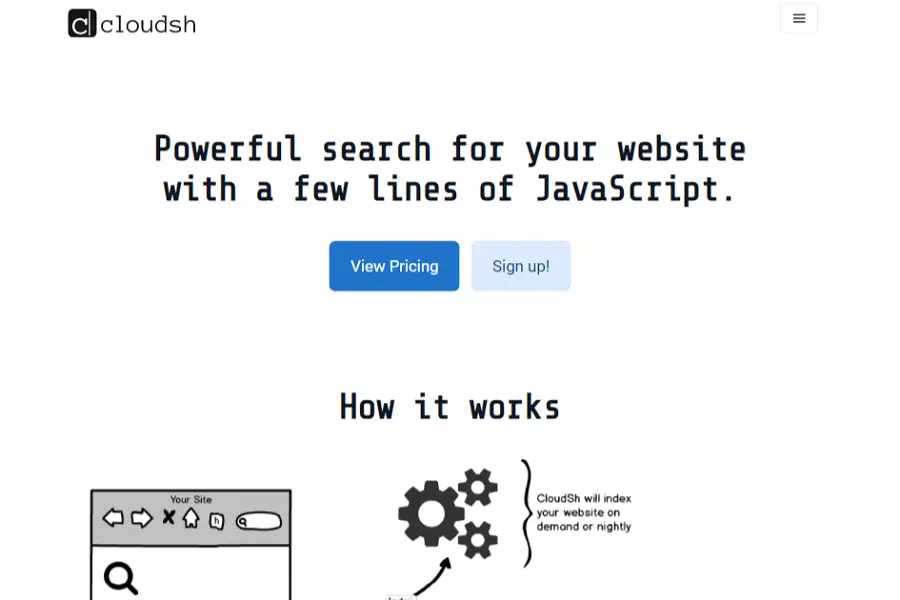 cloudsh
Powerful search for your website
with a few lines of JavaScript.
View Pricing
Sign up!
How it works
Your Site
CloudSh will index
your website on
demand or nightly